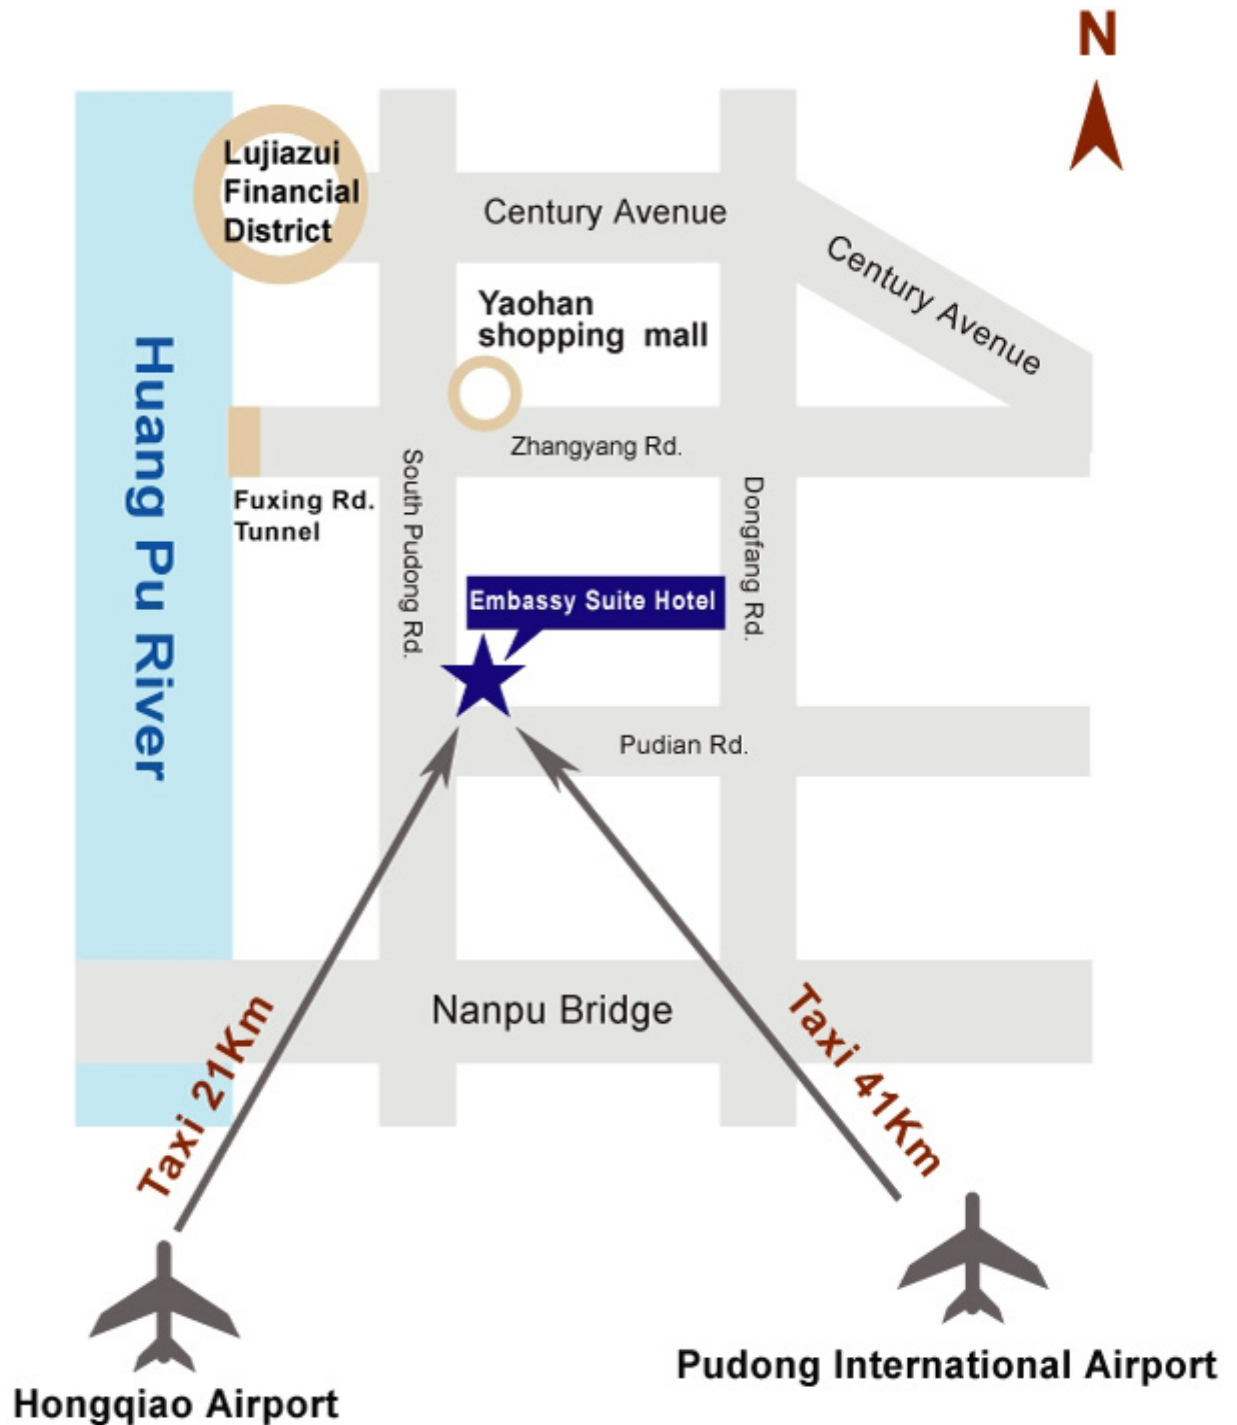 N
Lujiazui
Financial
District
Century Avenue
Century Avenue
Yaohan
shopping mall
Huang Pu River
Zhangyang Rd.
South Pudong Rd.
Dongfang Rd.
Fuxing Rd.
Tunnel
Embassy Suite Hotel
Pudian Rd.
Nanpu Bridge
Taxi 21Km
Taxi 41Km
Pudong International Airport
Hongqiao Airport